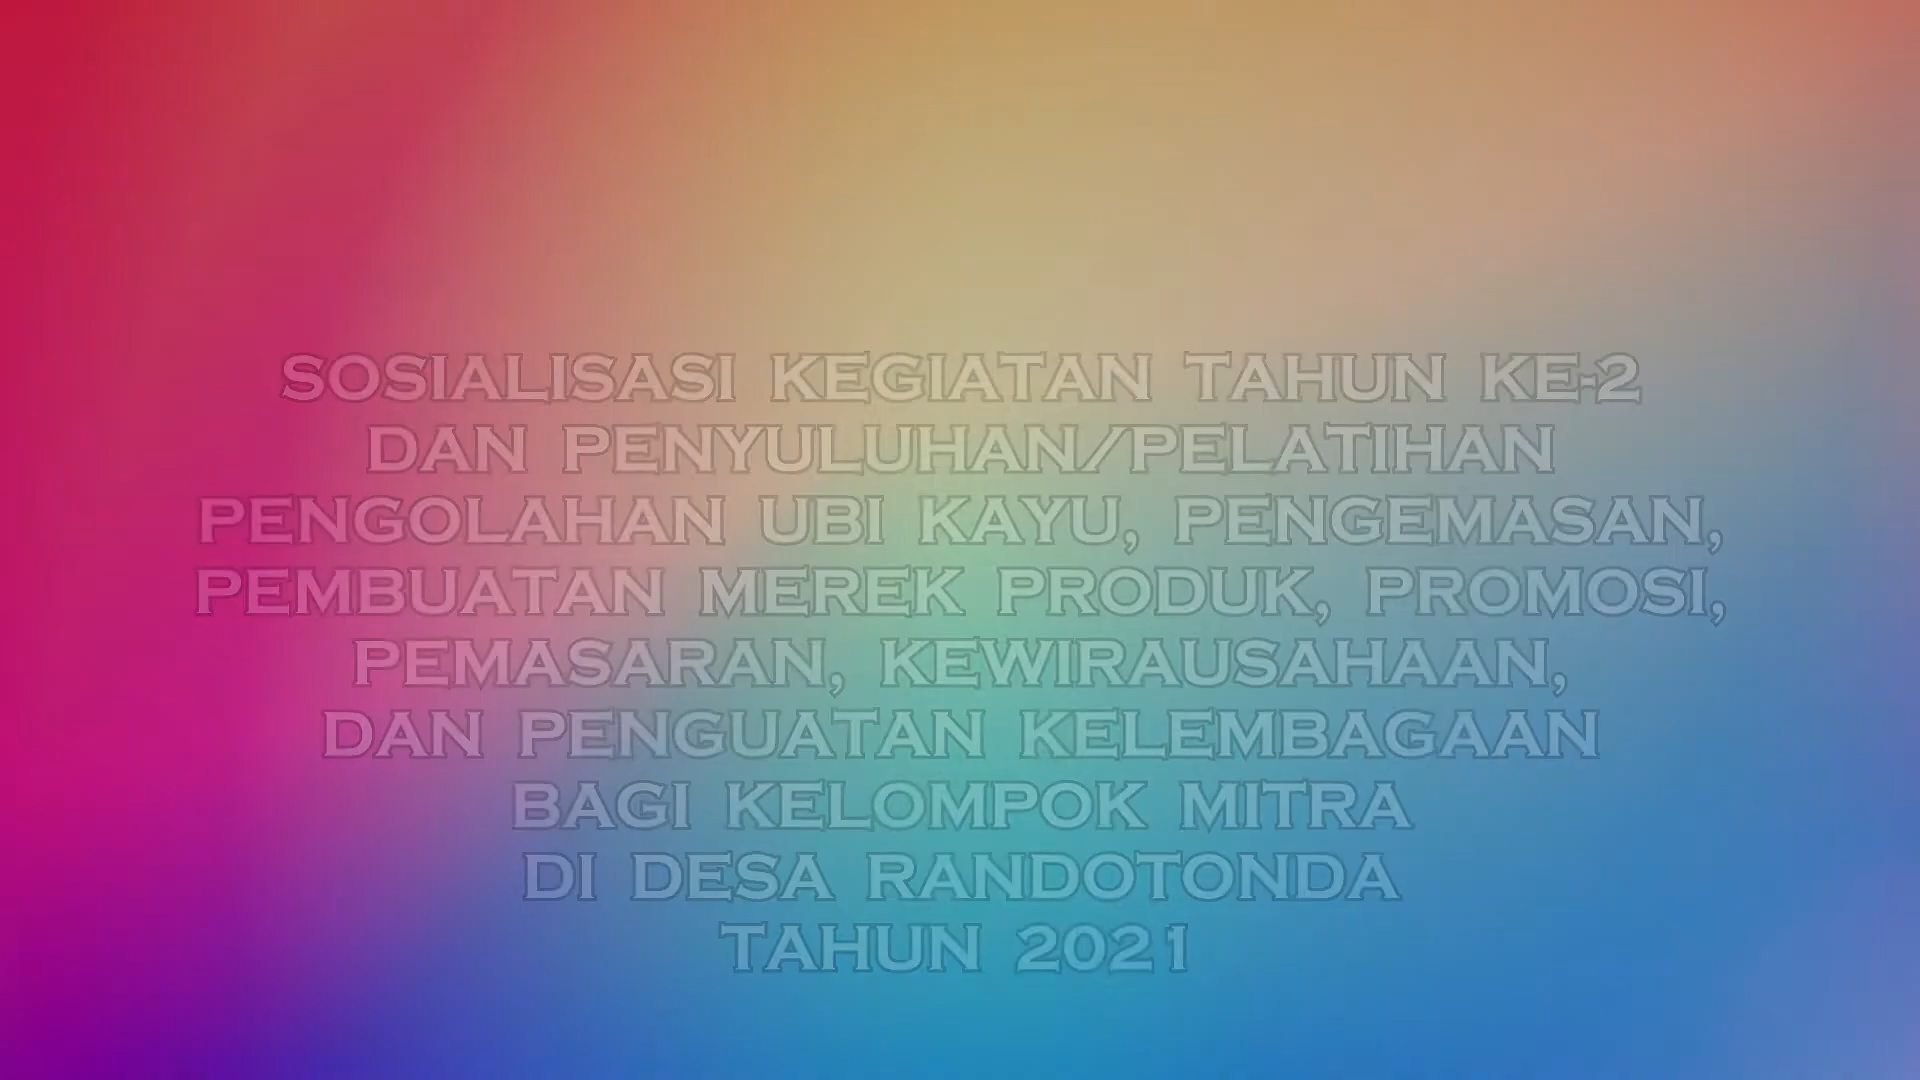 SOSIALISASI KEGIATAN TAHUN KE-2
DAN PENYULUHAN/PELATIHAN
PENGOLAHAN UBI KAYU, PENGEMASAN,
PEMBUATAN MEREK PRODUK, PROMOSI,
PEMASARAN, KEWIRAUSAHAAN,
DAN PENGUATAN KELEMBAGAAN
BAGI KELOMPOK MITRA
DI DESA RANDOTONDA
TAHUN 2021